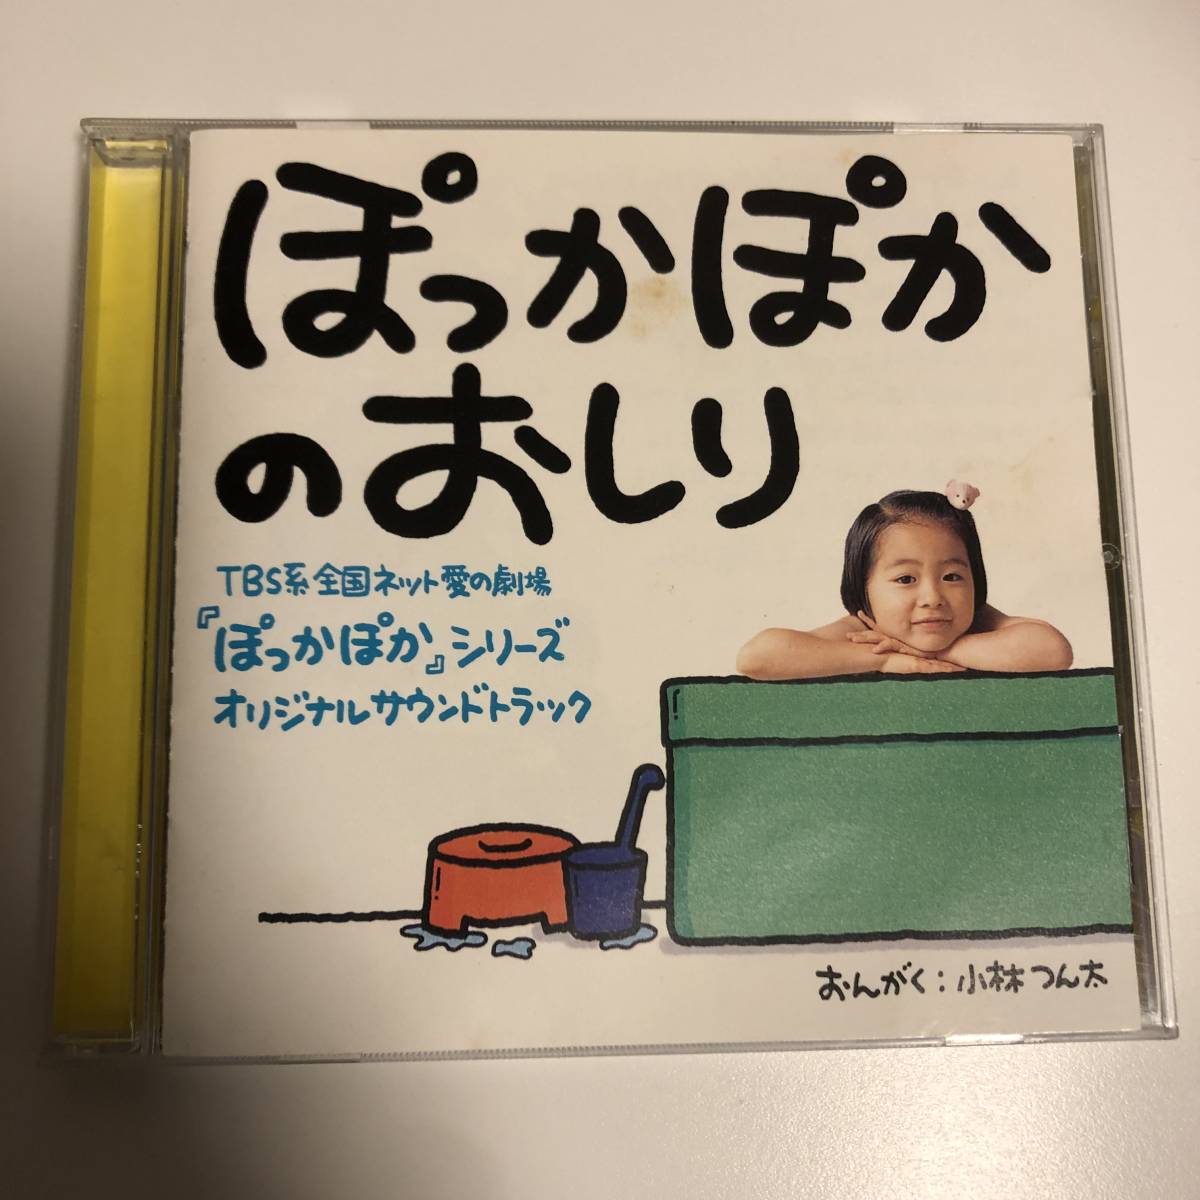 ぽっかぽか
のおしり
TBS系全国ネット愛の劇場
『ぽっかぽか』シリーズ
オリジナルサウンドトラック
おんがく：小林つん太